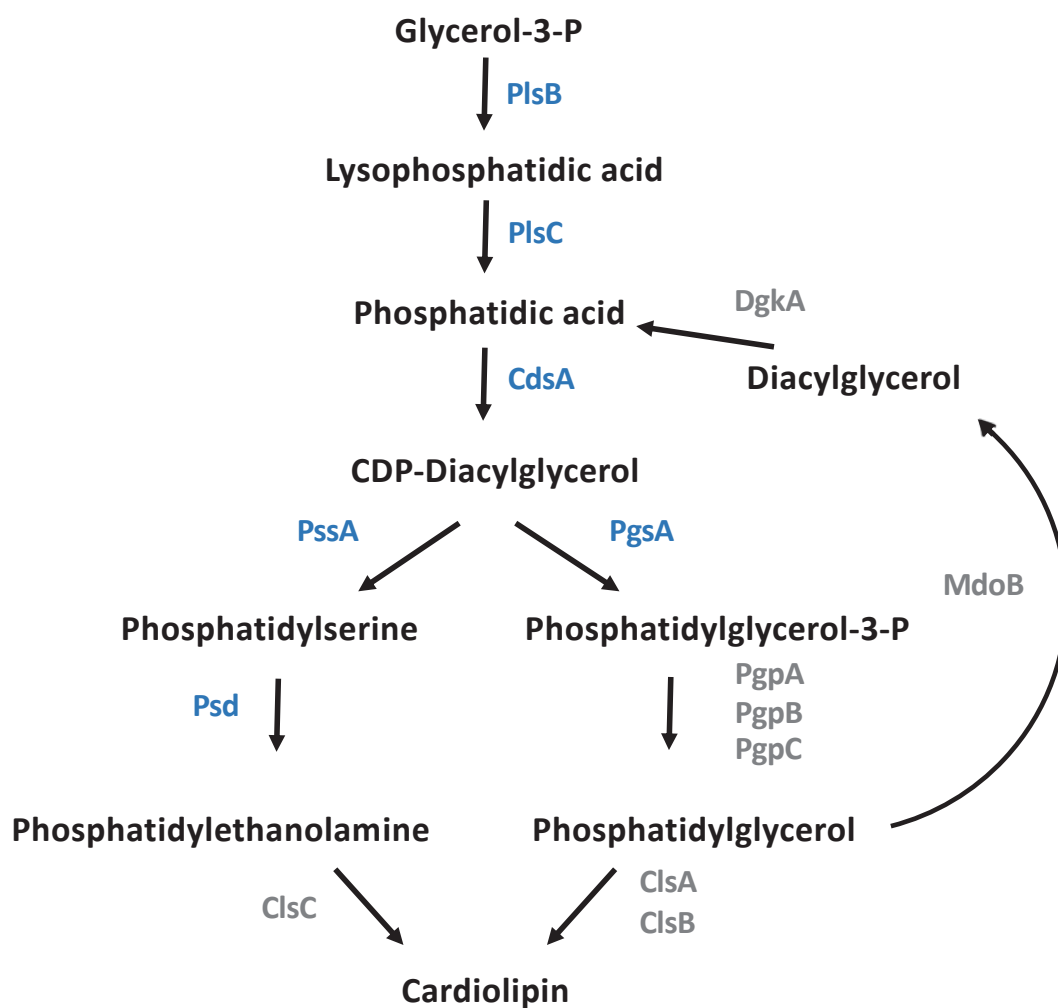 Glycerol-3-P
PlsB
Lysophosphatidic acid
PlsC
Phosphatidic acid
DgkA
Diacylglycerol
CdsA
CDP-Diacylglycerol
PssA
PgsA
MdoB
Phosphatidylserine
Phosphatidylglycerol-3-P
Psd
PgpA
PgpB
PgpC
Phosphatidylethanolamine
Phosphatidylglycerol
ClsC
ClsA
ClsB
Cardiolipin